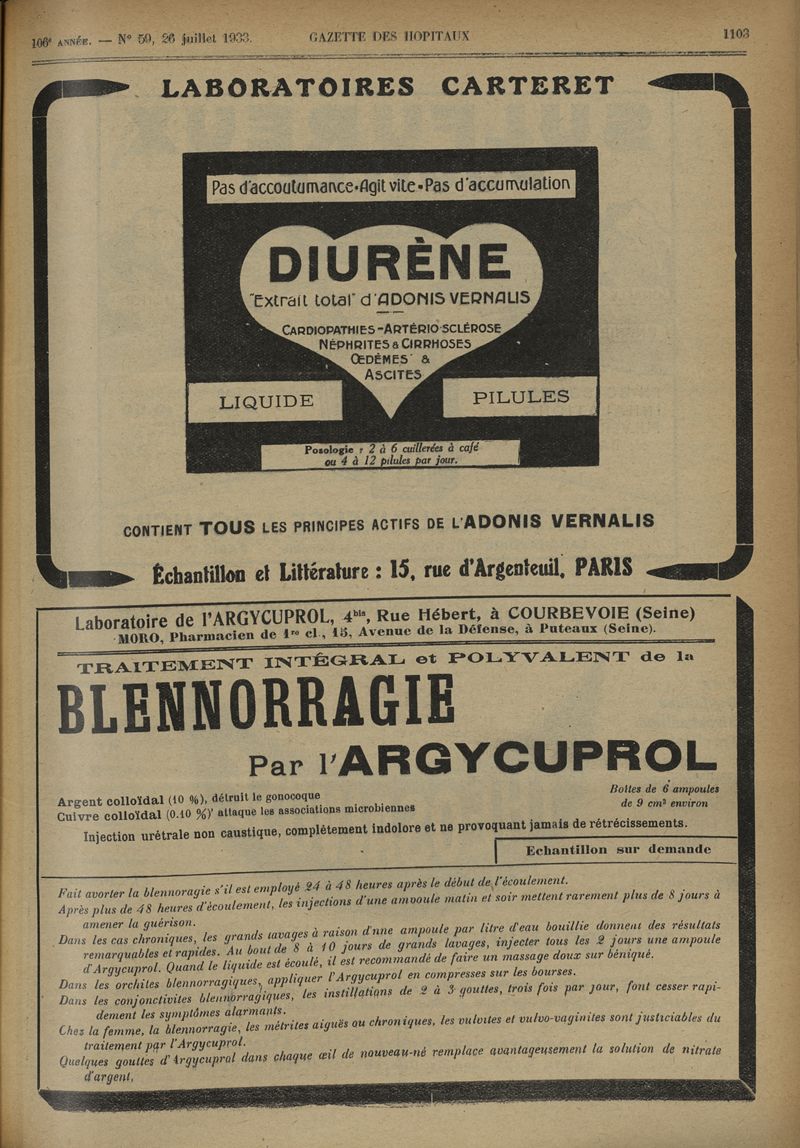 106e ANNÉE. — No 59, 26 juillet 1933.
GAZETTE DES HOPITAUX
1103
LABORATOIRES CARTERET
Pas d'accoutumance·Agit vite·Pas d'accumulation
DIURÈNE
"Extrait total" d'ADONIS VERNALIS
CARDIOPATHIES-ARTÉRIO-SCLÉROSE
NÉPHRITES & CIRRHOSES
ŒDÉMES &
ASCITES
LIQUIDE
PILULES
Posologie : 2 à 6 cuillerées à café
ou 4 à 12 pilules par jour.
CONTIENT TOUS LES PRINCIPES ACTIFS DE L'ADONIS VERNALIS
Échantillon et Littérature : 15, rue d'Argenteuil, PARIS
Laboratoire de l'ARGYCUPROL, 4bis, Rue Hébert, à COURBEVOIE (Seine)
MORO, Pharmacien de 1re cl., 15, Avenue de la Défense, à Puteaux (Seine).
TRAITEMENT INTÉGRAL et POLYVALENT de la
BLENNORRAGIE
Par l'ARGYCUPROL
Argent colloïdal (10 %), détruit le gonocoque
Cuivre colloïdal (0.10 %)' attaque les associations microbiennes
Boîtes de 6 ampoules
de 9 cm3 environ
Injection urétrale non caustique, complètement indolore et ne provoquant jamais de rétrécissements.
Echantillon sur demande
Fait avorter la blennoragie s'il est employé 24 à 48 heures après le début de l'écoulement.
Après plus de 48 heures d'écoulement, les injections d'une amvoule matin et soir mettent rarement plus de 8 jours à
amener la guérison.
Dans les cas chroniques, les grands lavages à raison d'nne ampoule par litre d'eau bouillie donnent des résultats
remarquables et rapides. Au bout de 8 à 10 jours de grands lavages, injecter tous les 2 jours une ampoule
d'Argycuprol. Quand le liquide est écoulé, il est recommandé de faire un massage doux sur béniqué.
Dans les orchites blennorragiques, appliquer l'Argycuprol en compresses sur les bourses.
Dans les conjonctivites blennorragiques, les instillations de 2 à 3 gouttes, trois fois par jour, font cesser rapi-
dement les symptômes alarmants.
Chez la femme, la blennorragie, les métrites aiguës ou chroniques, les vulvites et vulvo-vaginites sont justiciables du
traitement par l'Argycuprol.
Quelques gouttes d'Argycuprol dans chaque œil de nouveau-né remplace avantageusement la solution de nitrate
d'argent,